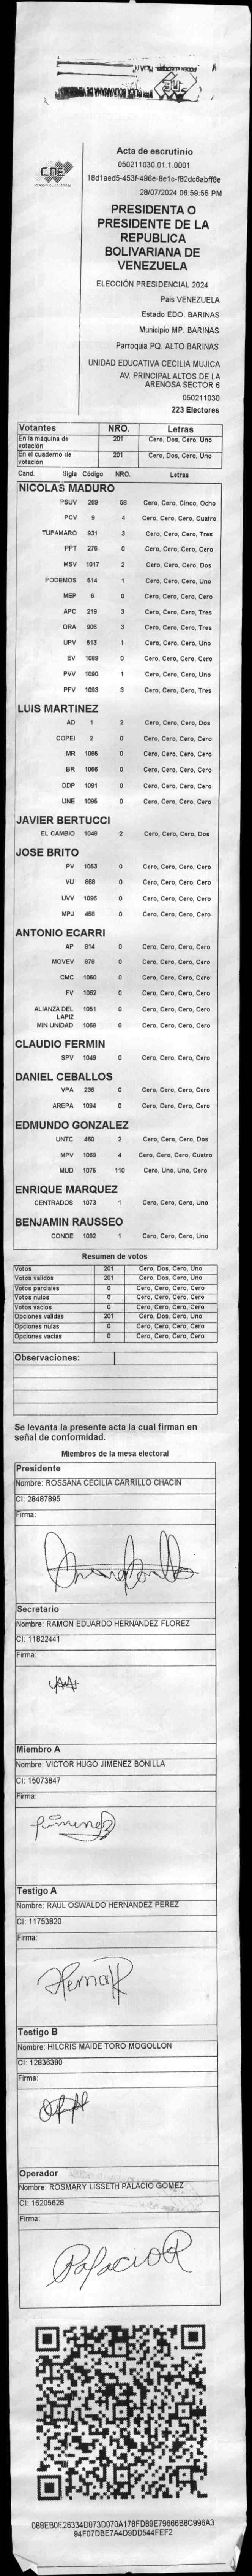 CNE
Acta de escrutinio
050211030.01.1.0001
18d1aed5-453f-496e-8e1c-f82dc6abff8e
28/07/2024 06:59:55 PM
PRESIDENTA O
PRESIDENTE DE LA
REPUBLICA
BOLIVARIANA DE
VENEZUELA
ELECCIÓN PRESIDENCIAL 2024
Pais VENEZUELA
Estado EDO. BARINAS
Municipio MP. BARINAS
Parroquia PQ. ALTO BARINAS
UNIDAD EDUCATIVA CECILIA MUJICA
AV. PRINCIPAL ALTOS DE LA
ARENOSA SECTOR 6
050211030
223 Electores
Votantes NRO. Letras
En la máquina de votación 201 Cero, Dos, Cero, Uno
En el cuaderno de votación 201 Cero, Dos, Cero, Uno
Cand. Sigla Código NRO. Letras
NICOLAS MADURO
PSUV 269 58 Cero, Cero, Cinco, Ocho
PCV 9 4 Cero, Cero, Cero, Cuatro
TUPAMARO 931 3 Cero, Cero, Cero, Tres
PPT 276 0 Cero, Cero, Cero, Cero
MSV 1017 2 Cero, Cero, Cero, Dos
PODEMOS 514 1 Cero, Cero, Cero, Uno
MEP 6 0 Cero, Cero, Cero, Cero
APC 219 3 Cero, Cero, Cero, Tres
ORA 906 3 Cero, Cero, Cero, Tres
UPV 513 1 Cero, Cero, Cero, Uno
EV 1089 0 Cero, Cero, Cero, Cero
PVV 1090 1 Cero, Cero, Cero, Uno
PFV 1093 3 Cero, Cero, Cero, Tres
LUIS MARTINEZ
AD 1 2 Cero, Cero, Cero, Dos
COPEI 2 0 Cero, Cero, Cero, Cero
MR 1065 0 Cero, Cero, Cero, Cero
BR 1066 0 Cero, Cero, Cero, Cero
DDP 1091 0 Cero, Cero, Cero, Cero
UNE 1095 0 Cero, Cero, Cero, Cero
JAVIER BERTUCCI
EL CAMBIO 1048 2 Cero, Cero, Cero, Dos
JOSE BRITO
PV 1053 0 Cero, Cero, Cero, Cero
VU 868 0 Cero, Cero, Cero, Cero
UVV 1096 0 Cero, Cero, Cero, Cero
MPJ 458 0 Cero, Cero, Cero, Cero
ANTONIO ECARRI
AP 814 0 Cero, Cero, Cero, Cero
MOVEV 879 0 Cero, Cero, Cero, Cero
CMC 1050 0 Cero, Cero, Cero, Cero
FV 1062 0 Cero, Cero, Cero, Cero
ALIANZA DEL LAPIZ 1051 0 Cero, Cero, Cero, Cero
MIN UNIDAD 1068 0 Cero, Cero, Cero, Cero
CLAUDIO FERMIN
SPV 1049 0 Cero, Cero, Cero, Cero
DANIEL CEBALLOS
VPA 236 0 Cero, Cero, Cero, Cero
AREPA 1094 0 Cero, Cero, Cero, Cero
EDMUNDO GONZALEZ
UNTC 460 2 Cero, Cero, Cero, Dos
MPV 1069 4 Cero, Cero, Cero, Cuatro
MUD 1075 110 Cero, Uno, Uno, Cero
ENRIQUE MARQUEZ
CENTRADOS 1073 1 Cero, Cero, Cero, Uno
BENJAMIN RAUSSEO
CONDE 1092 1 Cero, Cero, Cero, Uno
Resumen de votos
Votos 201 Cero, Dos, Cero, Uno
Votos validos 201 Cero, Dos, Cero, Uno
Votos parciales 0 Cero, Cero, Cero, Cero
Votos nulos 0 Cero, Cero, Cero, Cero
Votos vacios 0 Cero, Cero, Cero, Cero
Opciones validas 201 Cero, Dos, Cero, Uno
Opciones nulas 0 Cero, Cero, Cero, Cero
Opciones vacias 0 Cero, Cero, Cero, Cero
Observaciones:
Se levanta la presente acta la cual firman en
señal de conformidad.
Miembros de la mesa electoral
Presidente
Nombre: ROSSANA CECILIA CARRILLO CHACIN
CI: 28487895
Firma:
Secretario
Nombre: RAMON EDUARDO HERNANDEZ FLOREZ
CI: 11822441
Firma:
Miembro A
Nombre: VICTOR HUGO JIMENEZ BONILLA
CI: 15073847
Firma:
Jimenez
Testigo A
Nombre: RAUL OSWALDO HERNANDEZ PEREZ
CI: 11753820
Firma:
Testigo B
Nombre: HILCRIS MAIDE TORO MOGOLLON
CI: 12836380
Firma:
Operador
Nombre: ROSMARY LISSETH PALACIO GOMEZ
CI: 16205628
Firma:
Palacio R
088EB0F26334D073D070A178FD89E79666B8C996A3
94F07DBE7A4D9DD544FEF2